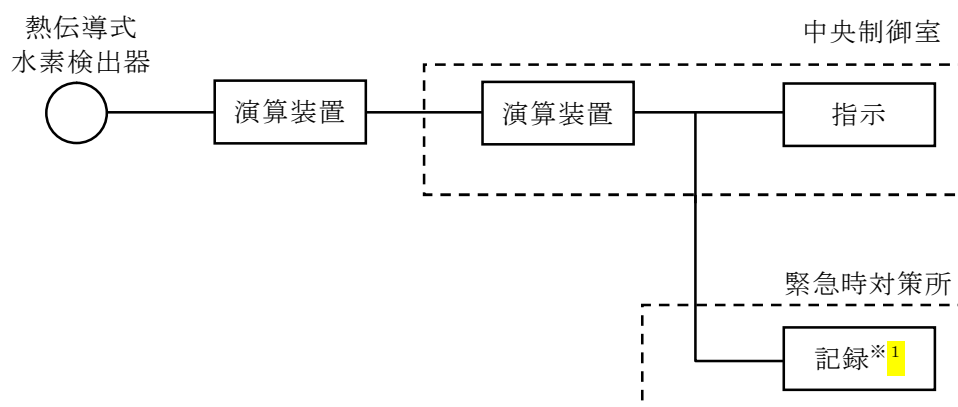 熱伝導式
水素検出器
中央制御室
演算装置
演算装置
指示
緊急時対策所
記録※1